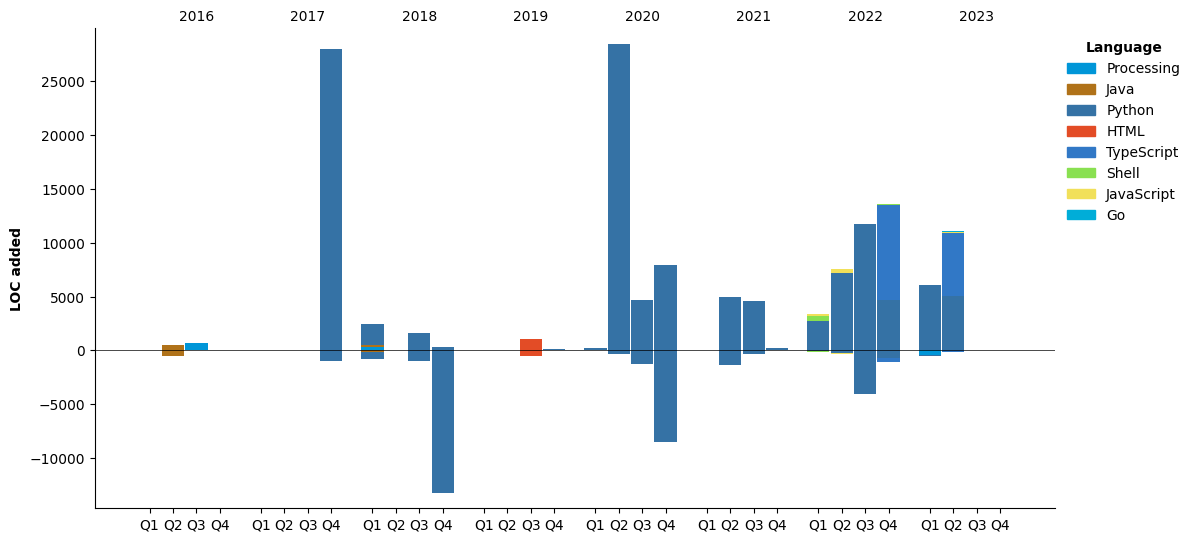 2016 2017 2018 2019 2020 2021 2022 2023
Language
Processing
Java
Python
HTML
TypeScript
Shell
JavaScript
Go
LOC added
25000
20000
15000
10000
5000
0
−5000
−10000
Q1 Q2 Q3 Q4 Q1 Q2 Q3 Q4 Q1 Q2 Q3 Q4 Q1 Q2 Q3 Q4 Q1 Q2 Q3 Q4 Q1 Q2 Q3 Q4 Q1 Q2 Q3 Q4 Q1 Q2 Q3 Q4